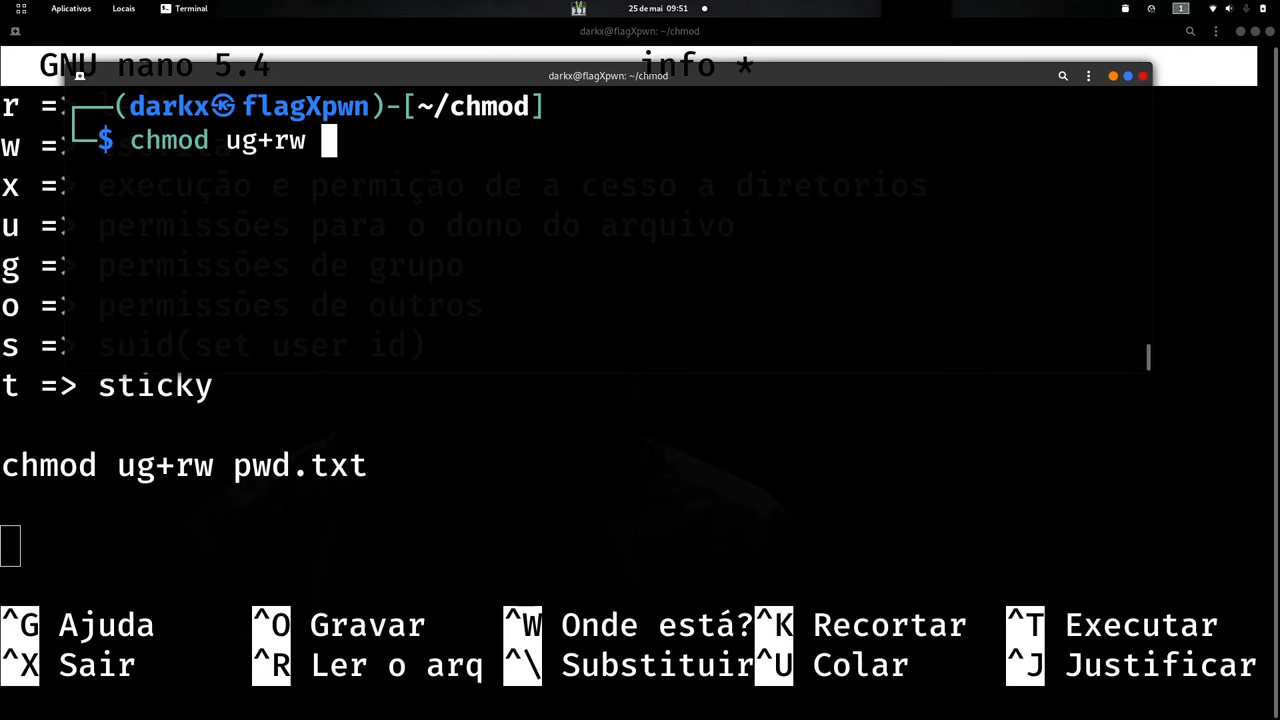 Aplicativos Locais Terminal 25 de mai 09:51 1
darkx@flagXpwn: ~/chmod
GNU nano 5.4 info *
darkx@flagXpwn: ~/chmod
┌──(darkx㉿flagXpwn)-[~/chmod]
└─$ chmod ug+rw
r =>
w => escrita
x => execução e permição de a cesso a diretorios
u => permissões para o dono do arquivo
g => permissões de grupo
o => permissões de outros
s => suid(set user id)
t => sticky
chmod ug+rw pwd.txt
^G Ajuda ^O Gravar ^W Onde está? ^K Recortar ^T Executar
^X Sair ^R Ler o arq ^\ Substituir ^U Colar ^J Justificar